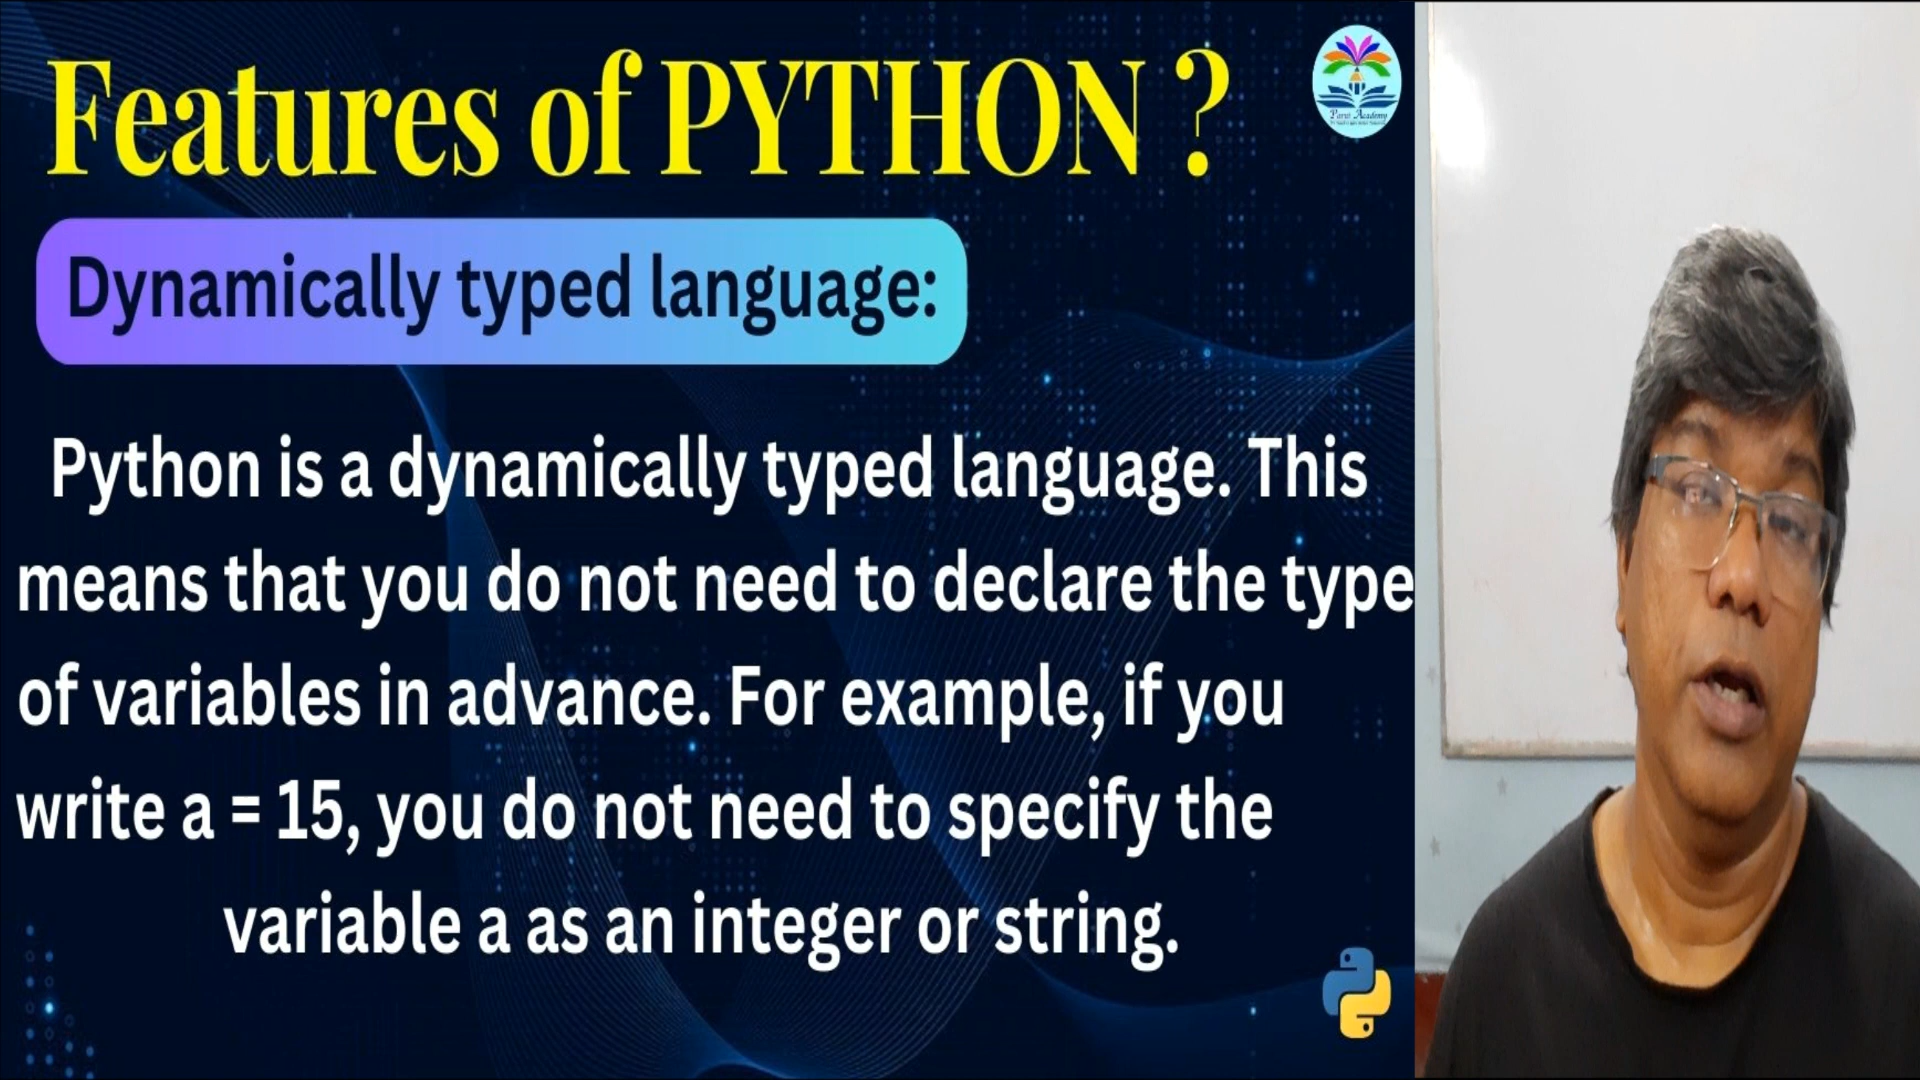 Features of PYTHON ?
Parw Academy
Dynamically typed language:
Python is a dynamically typed language. This
means that you do not need to declare the type
of variables in advance. For example, if you
write a = 15, you do not need to specify the
variable a as an integer or string.